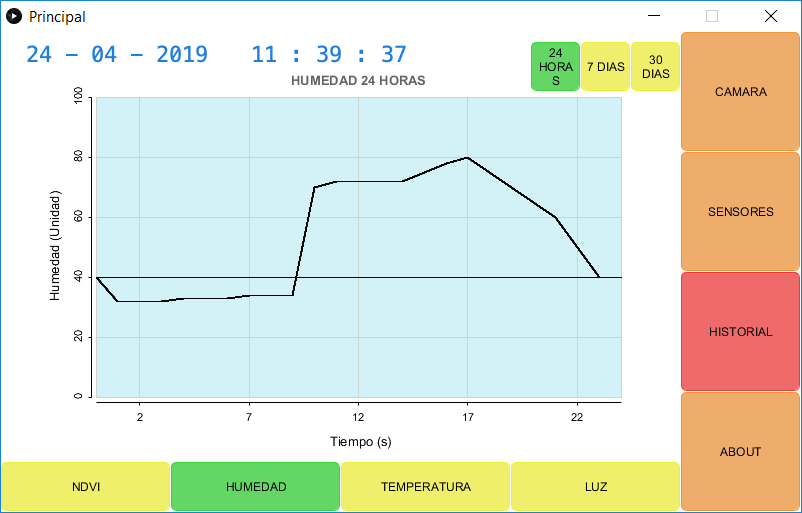 Principal
24 - 04 - 2019 11 : 39 : 37
24
HORA
S
7 DIAS
30
DIAS
HUMEDAD 24 HORAS
CAMARA
SENSORES
HISTORIAL
ABOUT
Humedad (Unidad)
100
80
60
40
20
0
2 7 12 17 22
Tiempo (s)
NDVI HUMEDAD TEMPERATURA LUZ